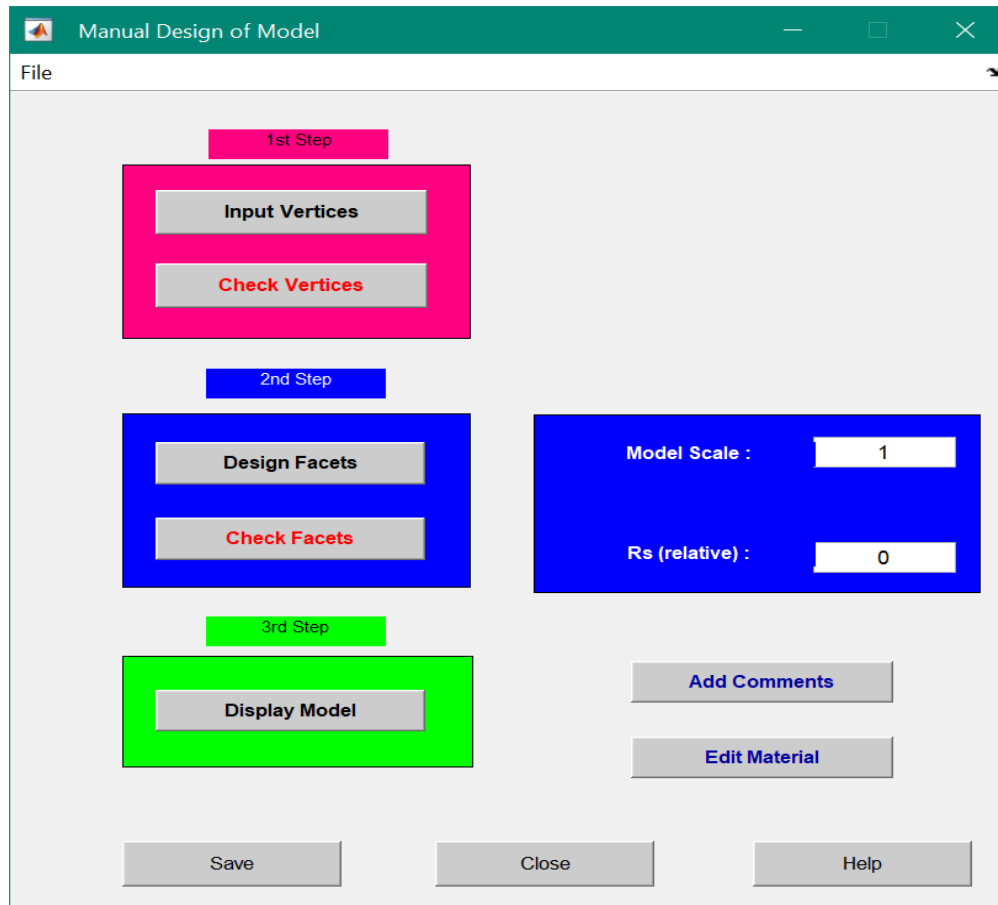 Manual Design of Model
File
1st Step
Input Vertices
Check Vertices
2nd Step
Design Facets
Check Facets
Model Scale :
1
Rs (relative) :
0
3rd Step
Display Model
Add Comments
Edit Material
Save
Close
Help